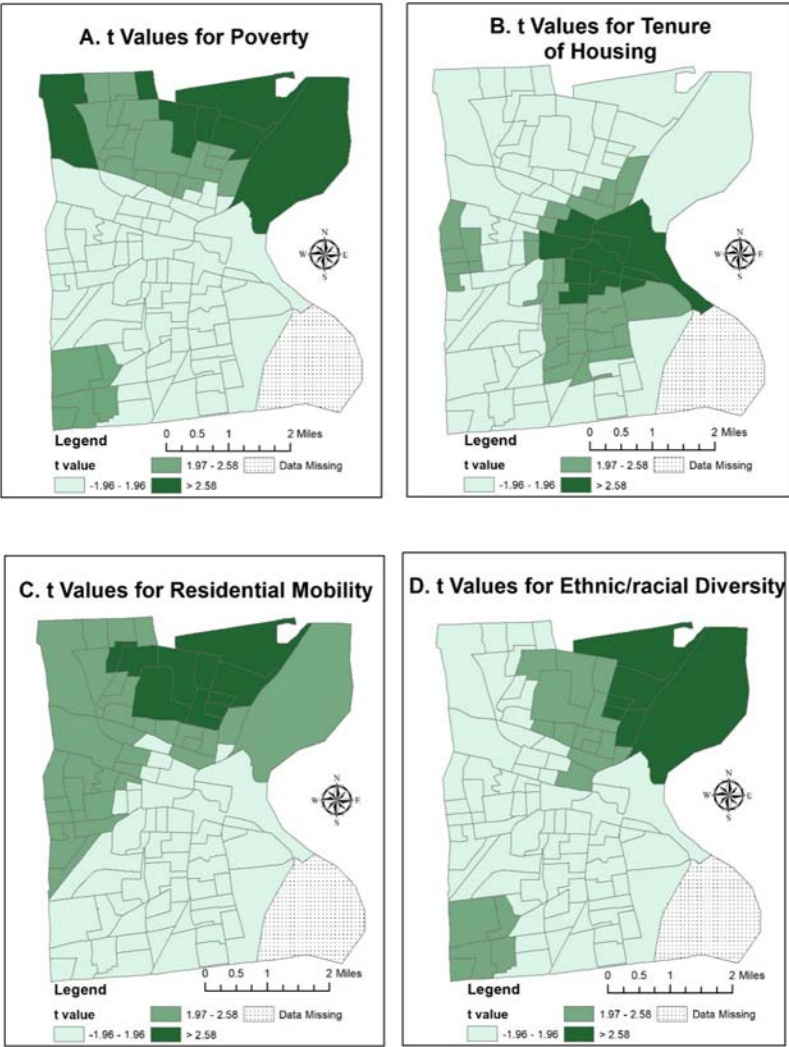 A. t Values for Poverty
N
W E
S
Legend
0 0.5 1 2 Miles
t value
1.97 - 2.58
Data Missing
-1.96 - 1.96
> 2.58
B. t Values for Tenure
of Housing
N
W E
S
Legend
0 0.5 1 2 Miles
t value
1.97 - 2.58
Data Missing
-1.96 - 1.96
> 2.58
C. t Values for Residential Mobility
N
W E
S
Legend
0 0.5 1 2 Miles
t value
1.97 - 2.58
Data Missing
-1.96 - 1.96
> 2.58
D. t Values for Ethnic/racial Diversity
N
W E
S
Legend
0 0.5 1 2 Miles
t value
1.97 - 2.58
Data Missing
-1.96 - 1.96
> 2.58